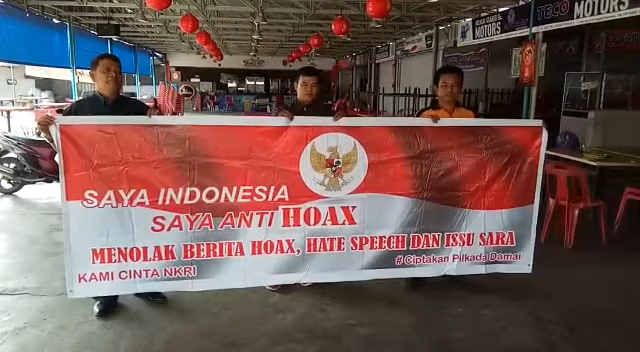 TECO MOTORS
MOTORS
SAYA INDONESIA
SAYA ANTI HOAX
MENOLAK BERITA HOAX, HATE SPEECH DAN ISSU SARA
KAMI CINTA NKRI
# Ciptakan Pilkada Damai